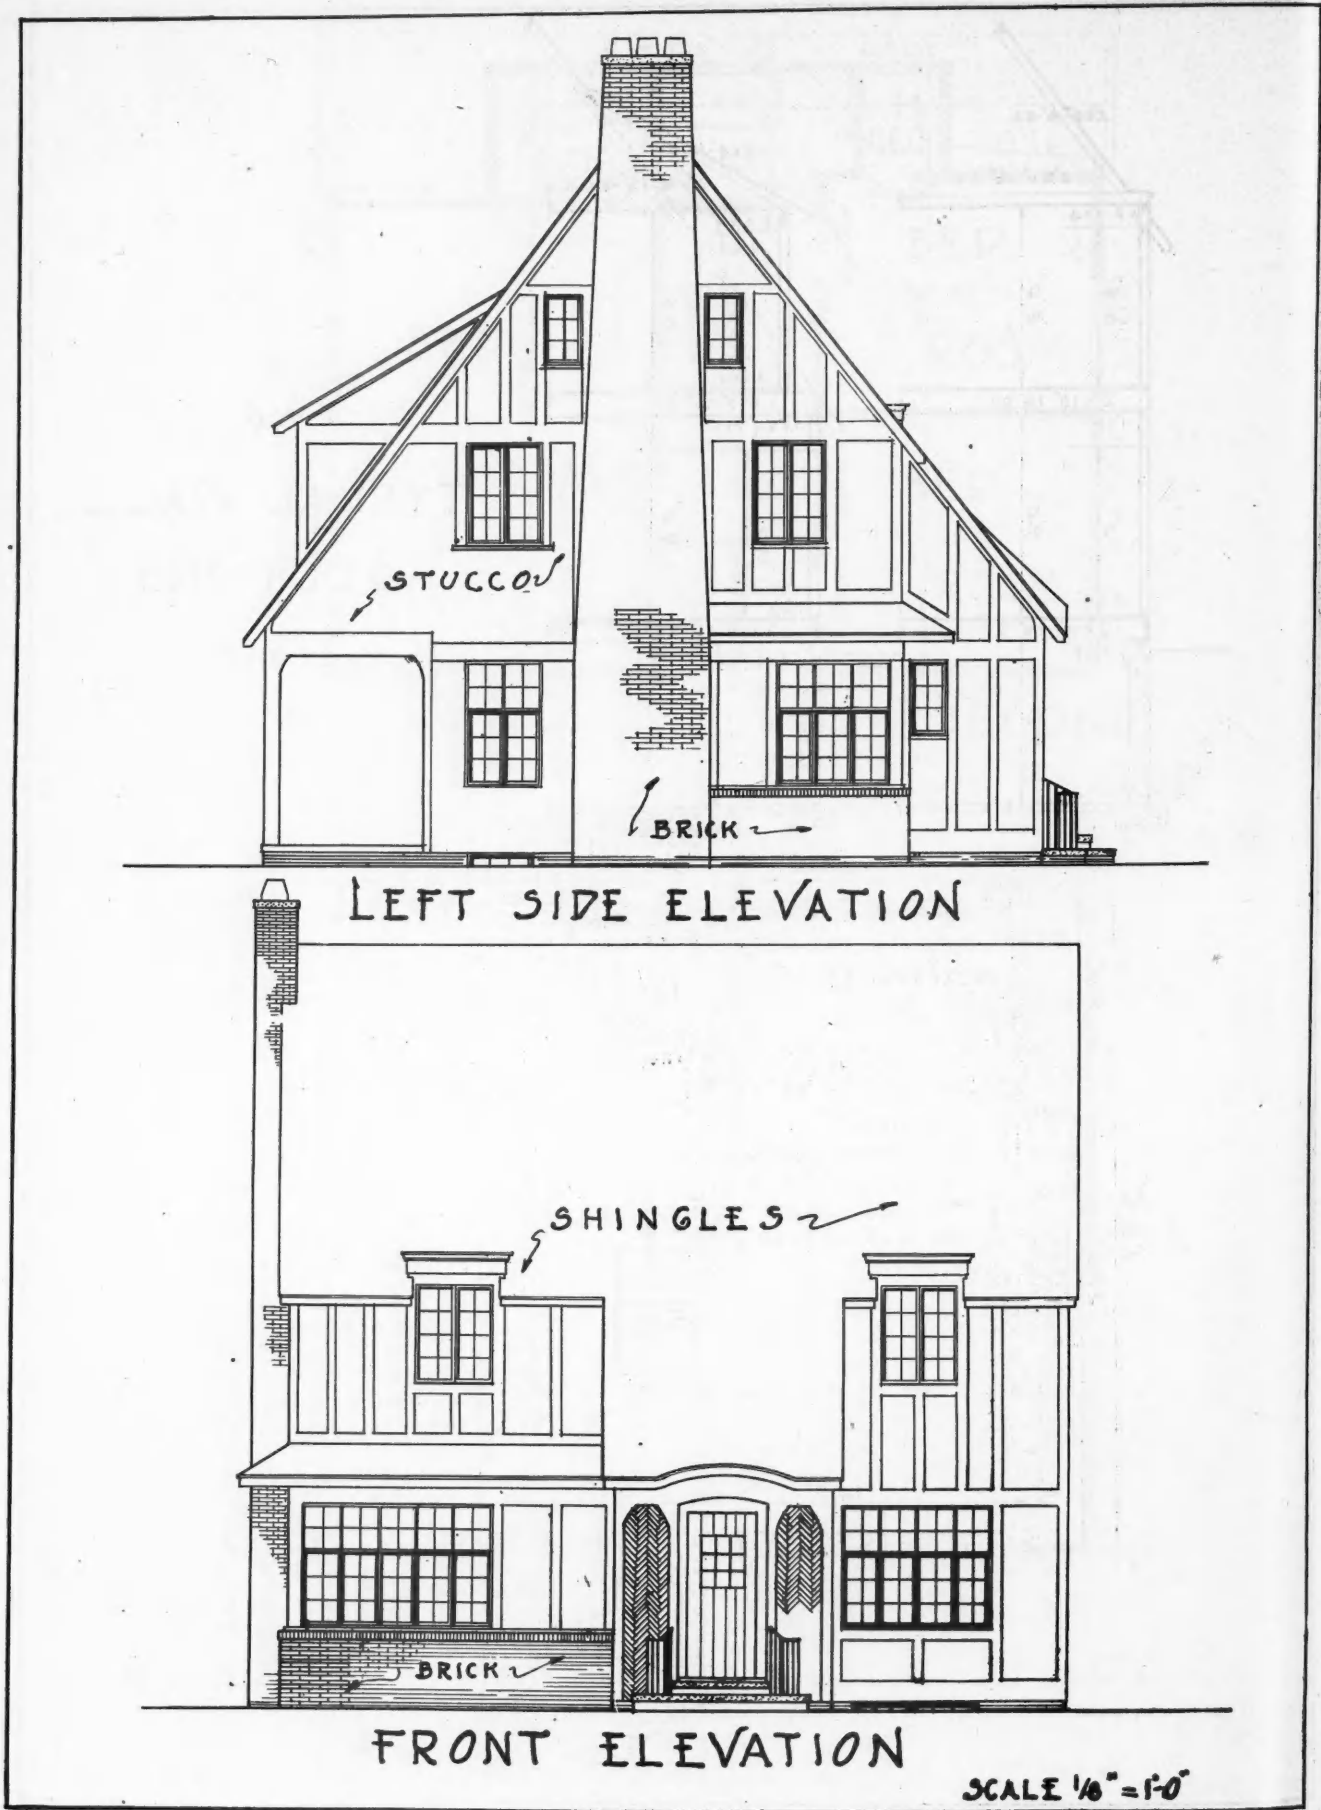 STUCCO
BRICK
LEFT SIDE ELEVATION
SHINGLES
BRICK
FRONT ELEVATION
SCALE 1/8" = 1'-0"